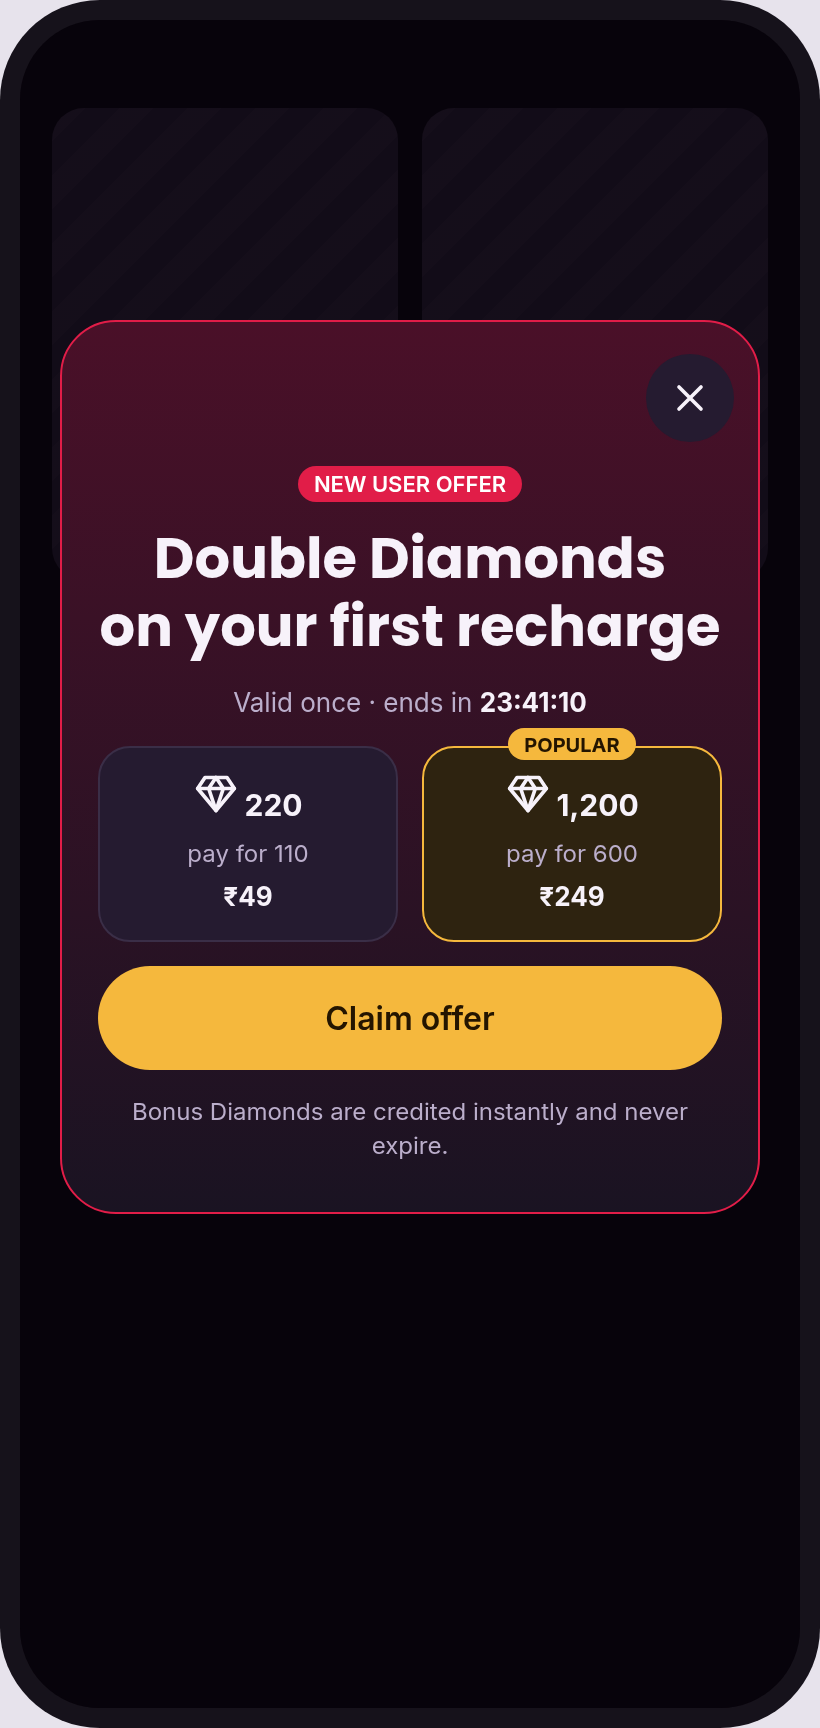 NEW USER OFFER
Double Diamonds
on your first recharge
Valid once · ends in 23:41:10
POPULAR
220
pay for 110
₹49
1,200
pay for 600
₹249
Claim offer
Bonus Diamonds are credited instantly and never
expire.